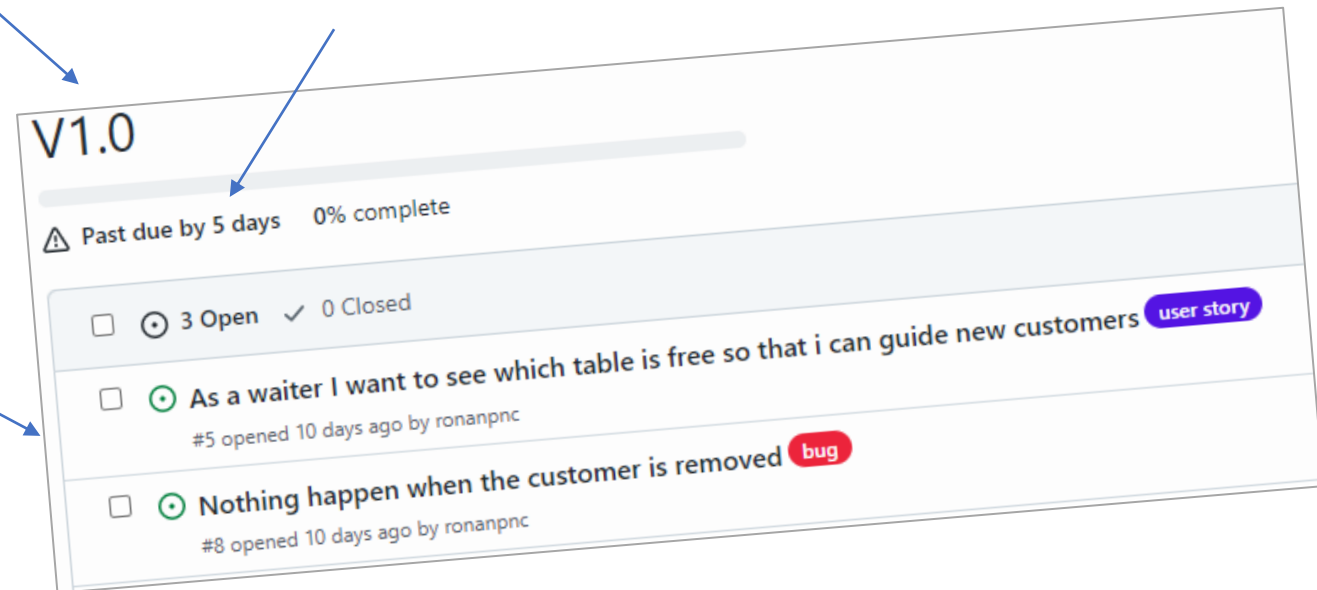 V1.0
Past due by 5 days 0% complete
3 Open 0 Closed
As a waiter I want to see which table is free so that i can guide new customers user story
#5 opened 10 days ago by ronanpnc
Nothing happen when the customer is removed bug
#8 opened 10 days ago by ronanpnc